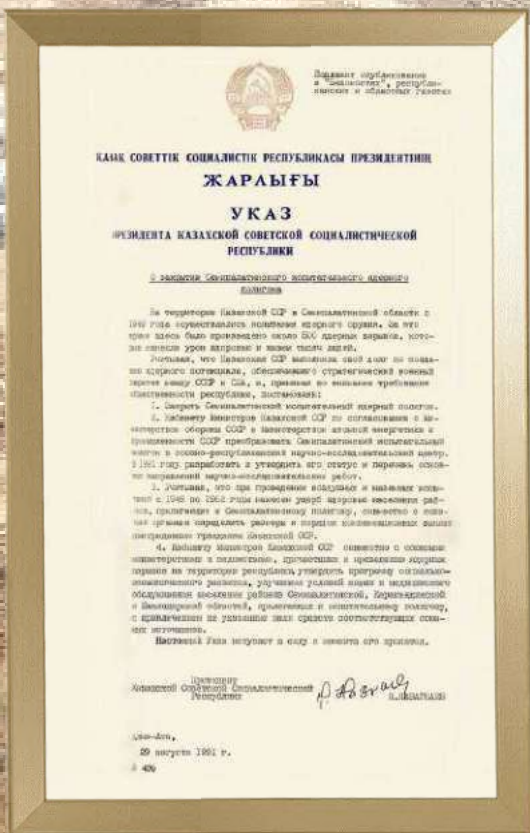 Подлежит опубликованию
в "Ведомостях", республи-
канских и областных газетах
ҚАЗАҚ СОВЕТТІК СОЦИАЛИСТІК РЕСПУБЛИКАСЫ ПРЕЗИДЕНТІНІҢ
ЖАРЛЫҒЫ
УКАЗ
ПРЕЗИДЕНТА КАЗАХСКОЙ СОВЕТСКОЙ СОЦИАЛИСТИЧЕСКОЙ
РЕСПУБЛИКИ
О закрытии Семипалатинского испытательного ядерного
полигона
На территории Казахской ССР в Семипалатинской области с
1949 года осуществлялись испытания ядерного оружия. За это
время здесь было произведено около 500 ядерных взрывов, кото-
рые нанесли урон здоровью и жизни тысяч людей.
Учитывая, что Казахская ССР выполнила свой долг по созда-
нию ядерного потенциала, обеспечившего стратегический военный
паритет между СССР и США, и, принимая во внимание требования
общественности республики, постановляю:
1. Закрыть Семипалатинский испытательный ядерный полигон.
2. Кабинету Министров Казахской ССР по согласованию с Ми-
нистерством обороны СССР и Министерством атомной энергетики и
промышленности СССР преобразовать Семипалатинский испытательный
полигон в союзно-республиканский научно-исследовательский центр.
В 1991 году разработать и утвердить его статус и перечень основ-
ных направлений научно-исследовательских работ.
3. Учитывая, что при проведении воздушных и наземных испы-
таний с 1949 по 1962 годы нанесен ущерб здоровью населения рай-
онов, прилегающих к Семипалатинскому полигону, совместно с союз-
ными органами определить размеры и порядок компенсационных выплат
пострадавшим гражданам Казахской ССР.
4. Кабинету Министров Казахской ССР совместно с союзными
министерствами и ведомствами, причастными к проведению ядерных
взрывов на территории республики, утвердить программу социально-
экономического развития, улучшения условий жизни и медицинского
обслуживания населения районов Семипалатинской, Карагандинской
и Павлодарской областей, прилегающих к испытательному полигону,
с привлечением на указанные цели средств соответствующих союз-
ных источников.
Настоящий Указ вступает в силу с момента его принятия.
Президент
Казахской Советской Социалистической
Республики Н.НАЗАРБАЕВ
Алма-Ата,
29 августа 1991 г.
№ 409